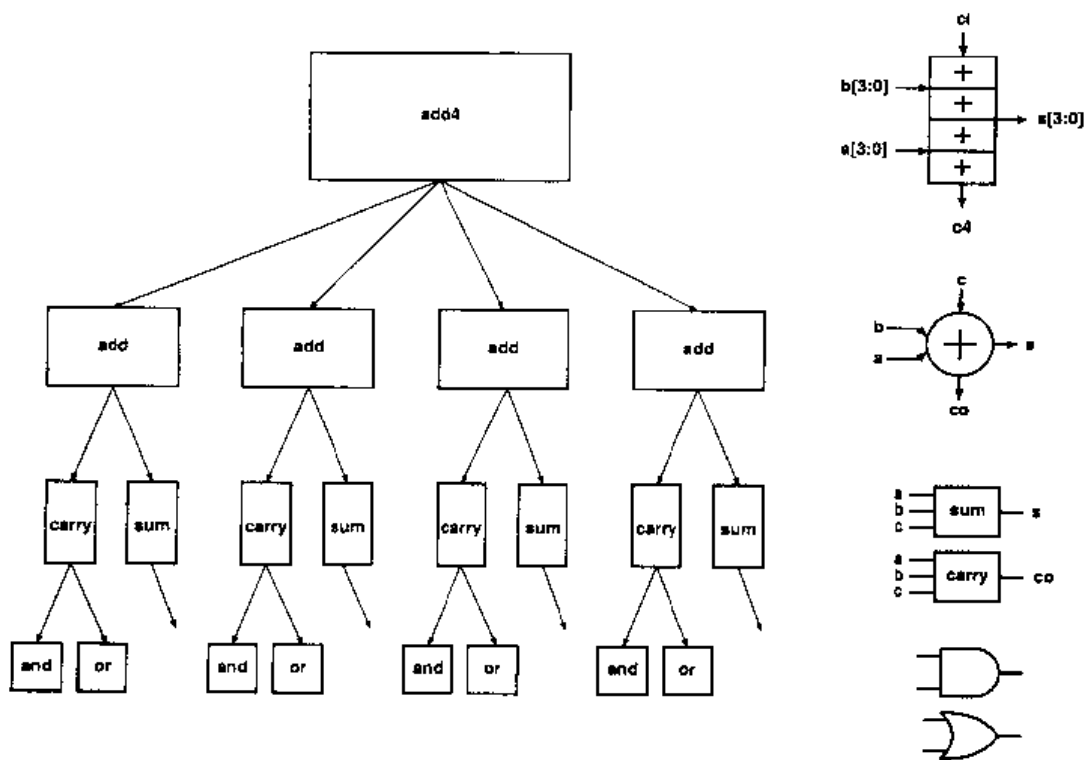 add4
add
add
add
add
carry
sum
carry
sum
carry
sum
carry
sum
and
or
and
or
and
or
and
or
ci
+
b[3:0]
+
s[3:0]
+
a[3:0]
+
c4
c
b
+
s
a
co
a
b
sum
s
c
a
b
carry
co
c